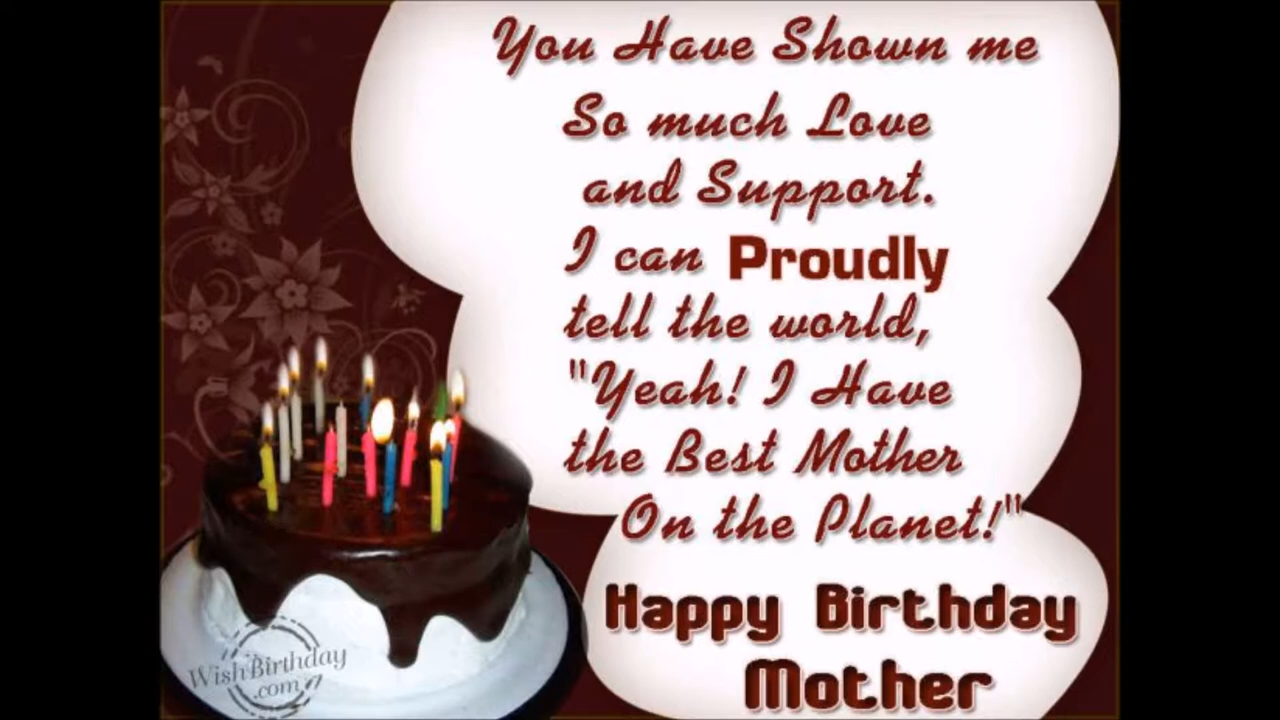 You Have Shown me
So much Love
and Support.
I can Proudly
tell the world,
"Yeah! I Have
the Best Mother
On the Planet!"
Happy Birthday
Mother
WishBirthday
.com